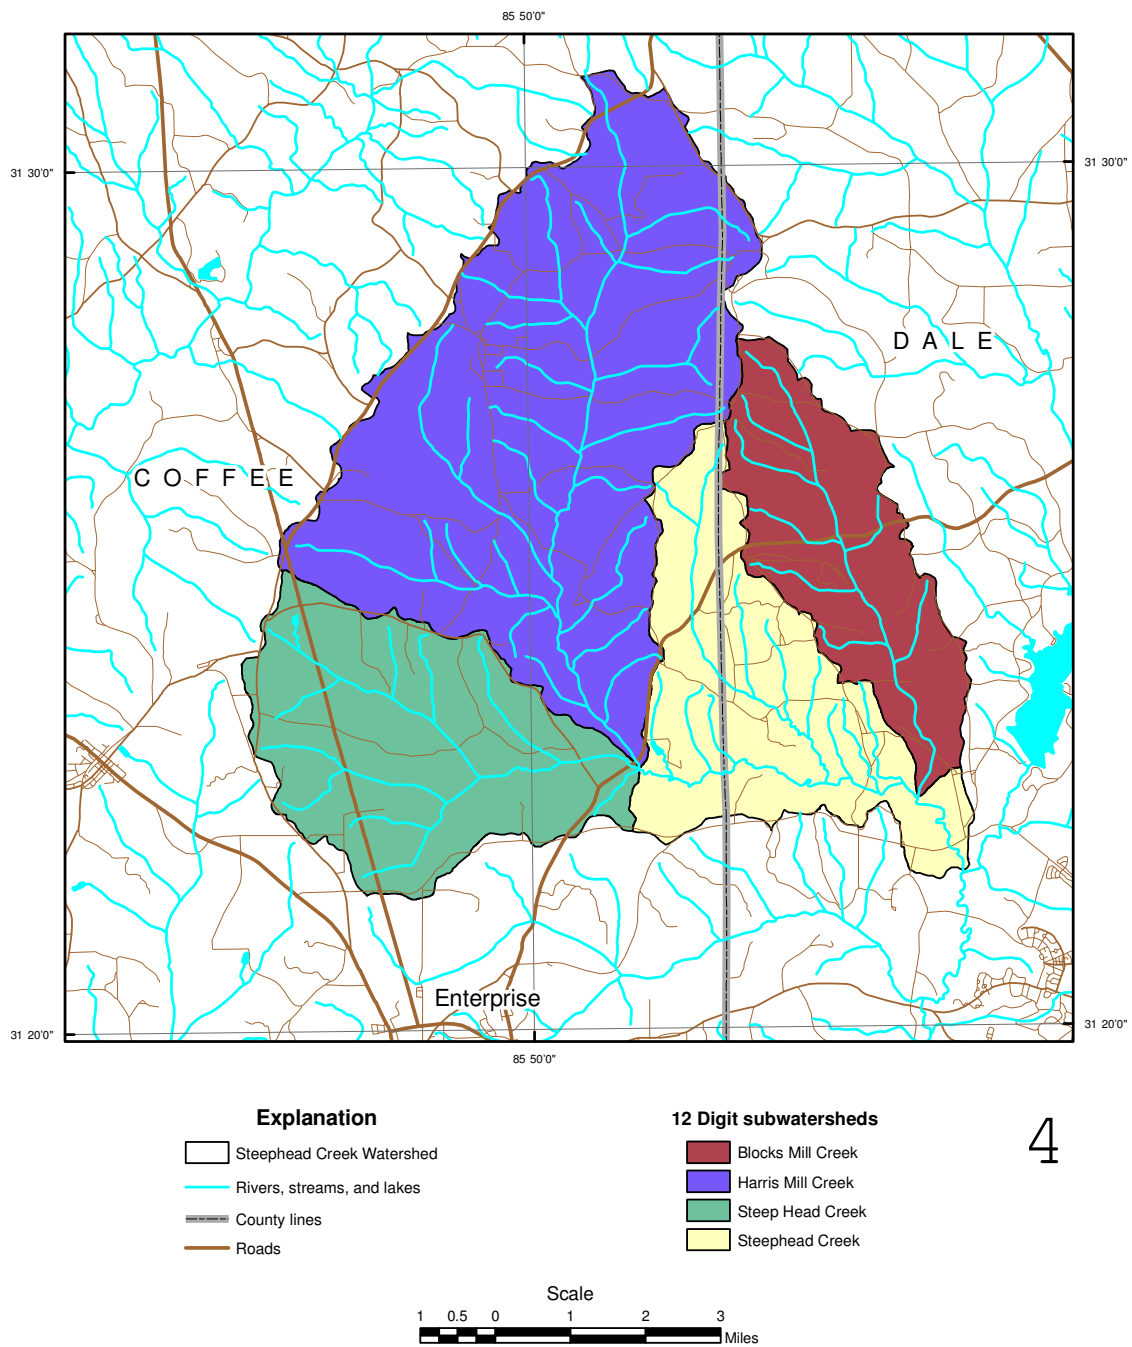 85 50'0"
31 30'0"
31 30'0"
D A L E
C O F F E E
Enterprise
31 20'0"
31 20'0"
85 50'0"
Explanation
Steephead Creek Watershed
Rivers, streams, and lakes
County lines
Roads
12 Digit subwatersheds
Blocks Mill Creek
Harris Mill Creek
Steep Head Creek
Steephead Creek
4
Scale
1 0.5 0 1 2 3
Miles